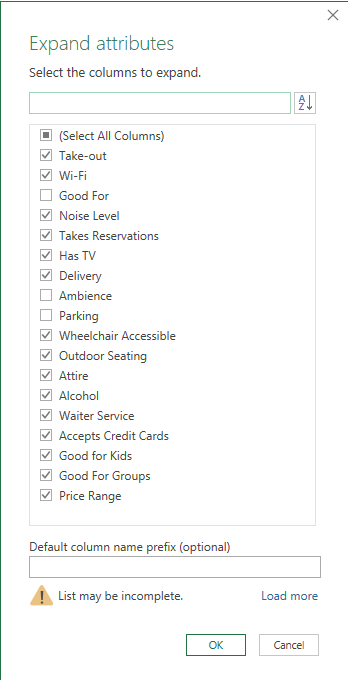 Expand attributes
Select the columns to expand.
(Select All Columns)
Take-out
Wi-Fi
Good For
Noise Level
Takes Reservations
Has TV
Delivery
Ambience
Parking
Wheelchair Accessible
Outdoor Seating
Attire
Alcohol
Waiter Service
Accepts Credit Cards
Good for Kids
Good For Groups
Price Range
Default column name prefix (optional)
List may be incomplete. Load more
OK Cancel